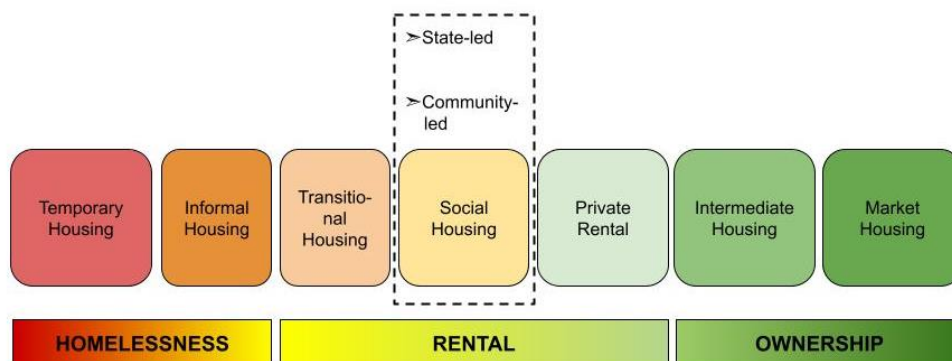 ➣State-led
➣Community-
led
Temporary
Housing
Informal
Housing
Transitio-
nal
Housing
Social
Housing
Private
Rental
Intermediate
Housing
Market
Housing
HOMELESSNESS
RENTAL
OWNERSHIP